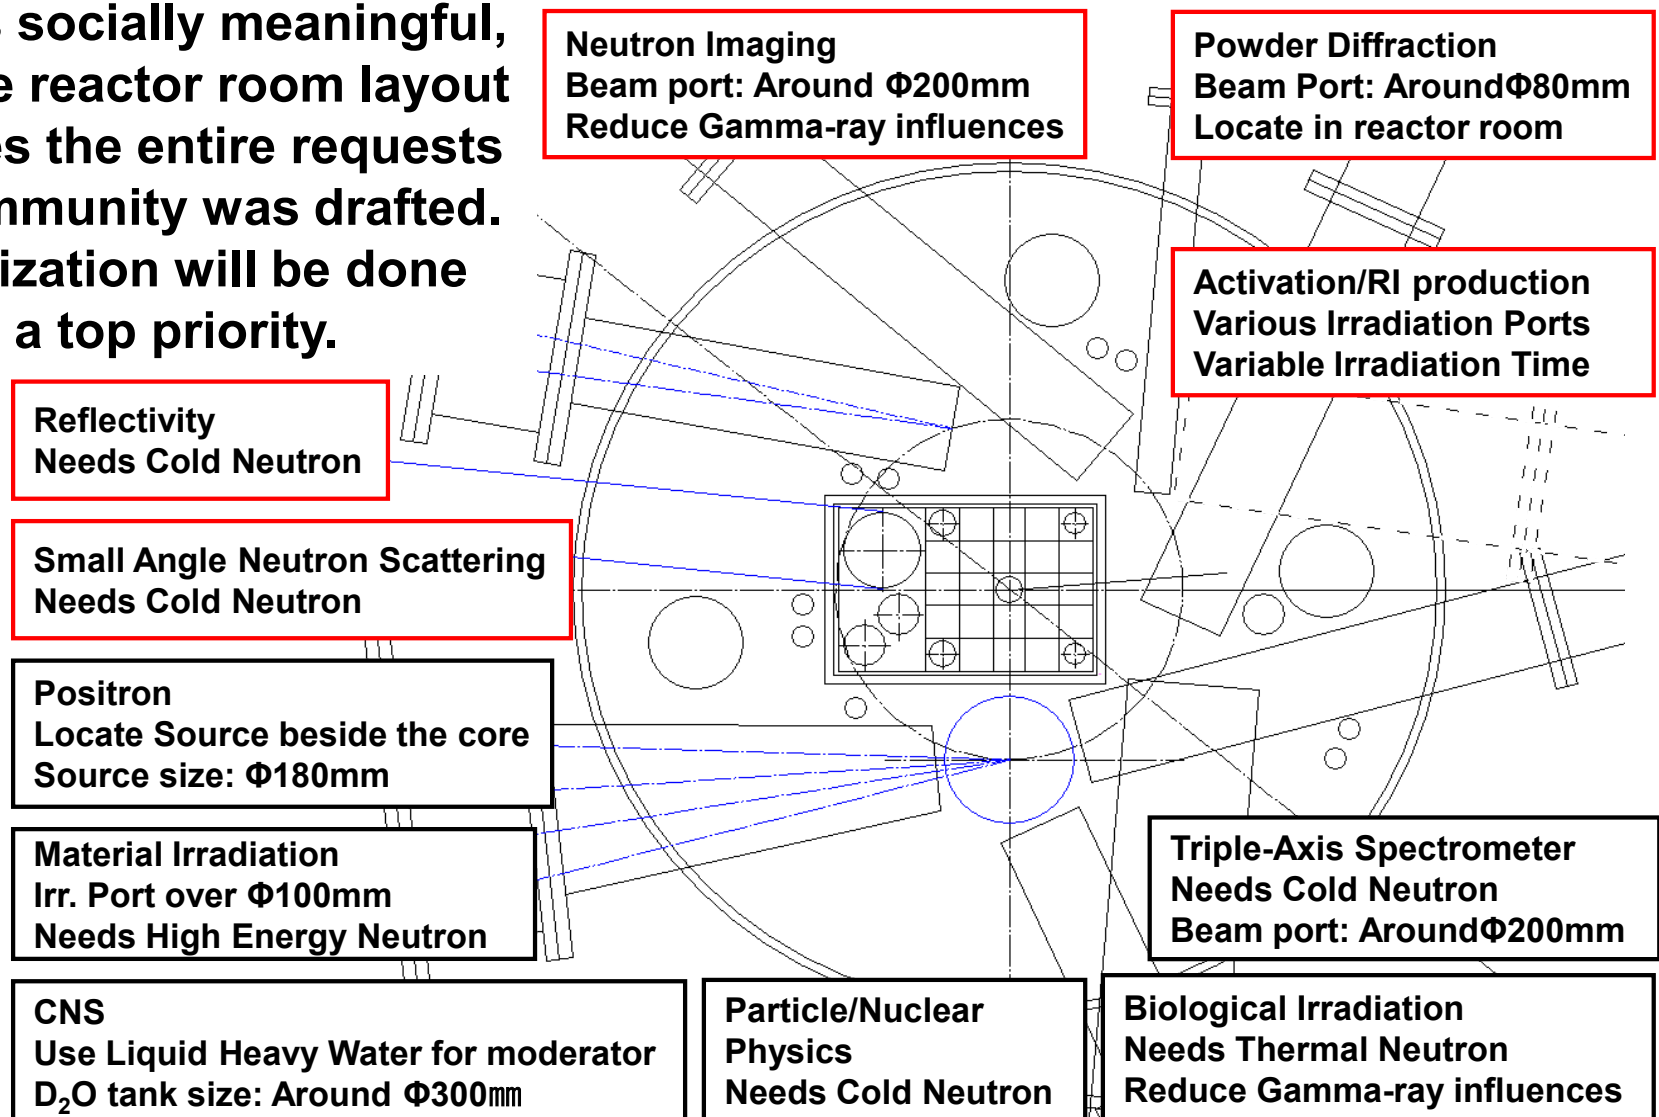 s socially meaningful,
e reactor room layout
es the entire requests
mmunity was drafted.
ization will be done
a top priority.
Neutron Imaging
Beam port: Around Φ200mm
Reduce Gamma-ray influences
Powder Diffraction
Beam Port: AroundΦ80mm
Locate in reactor room
Activation/RI production
Various Irradiation Ports
Variable Irradiation Time
Reflectivity
Needs Cold Neutron
Small Angle Neutron Scattering
Needs Cold Neutron
Positron
Locate Source beside the core
Source size: Φ180mm
Material Irradiation
Irr. Port over Φ100mm
Needs High Energy Neutron
CNS
Use Liquid Heavy Water for moderator
D₂O tank size: Around Φ300㎜
Particle/Nuclear
Physics
Needs Cold Neutron
Triple-Axis Spectrometer
Needs Cold Neutron
Beam port: AroundΦ200mm
Biological Irradiation
Needs Thermal Neutron
Reduce Gamma-ray influences